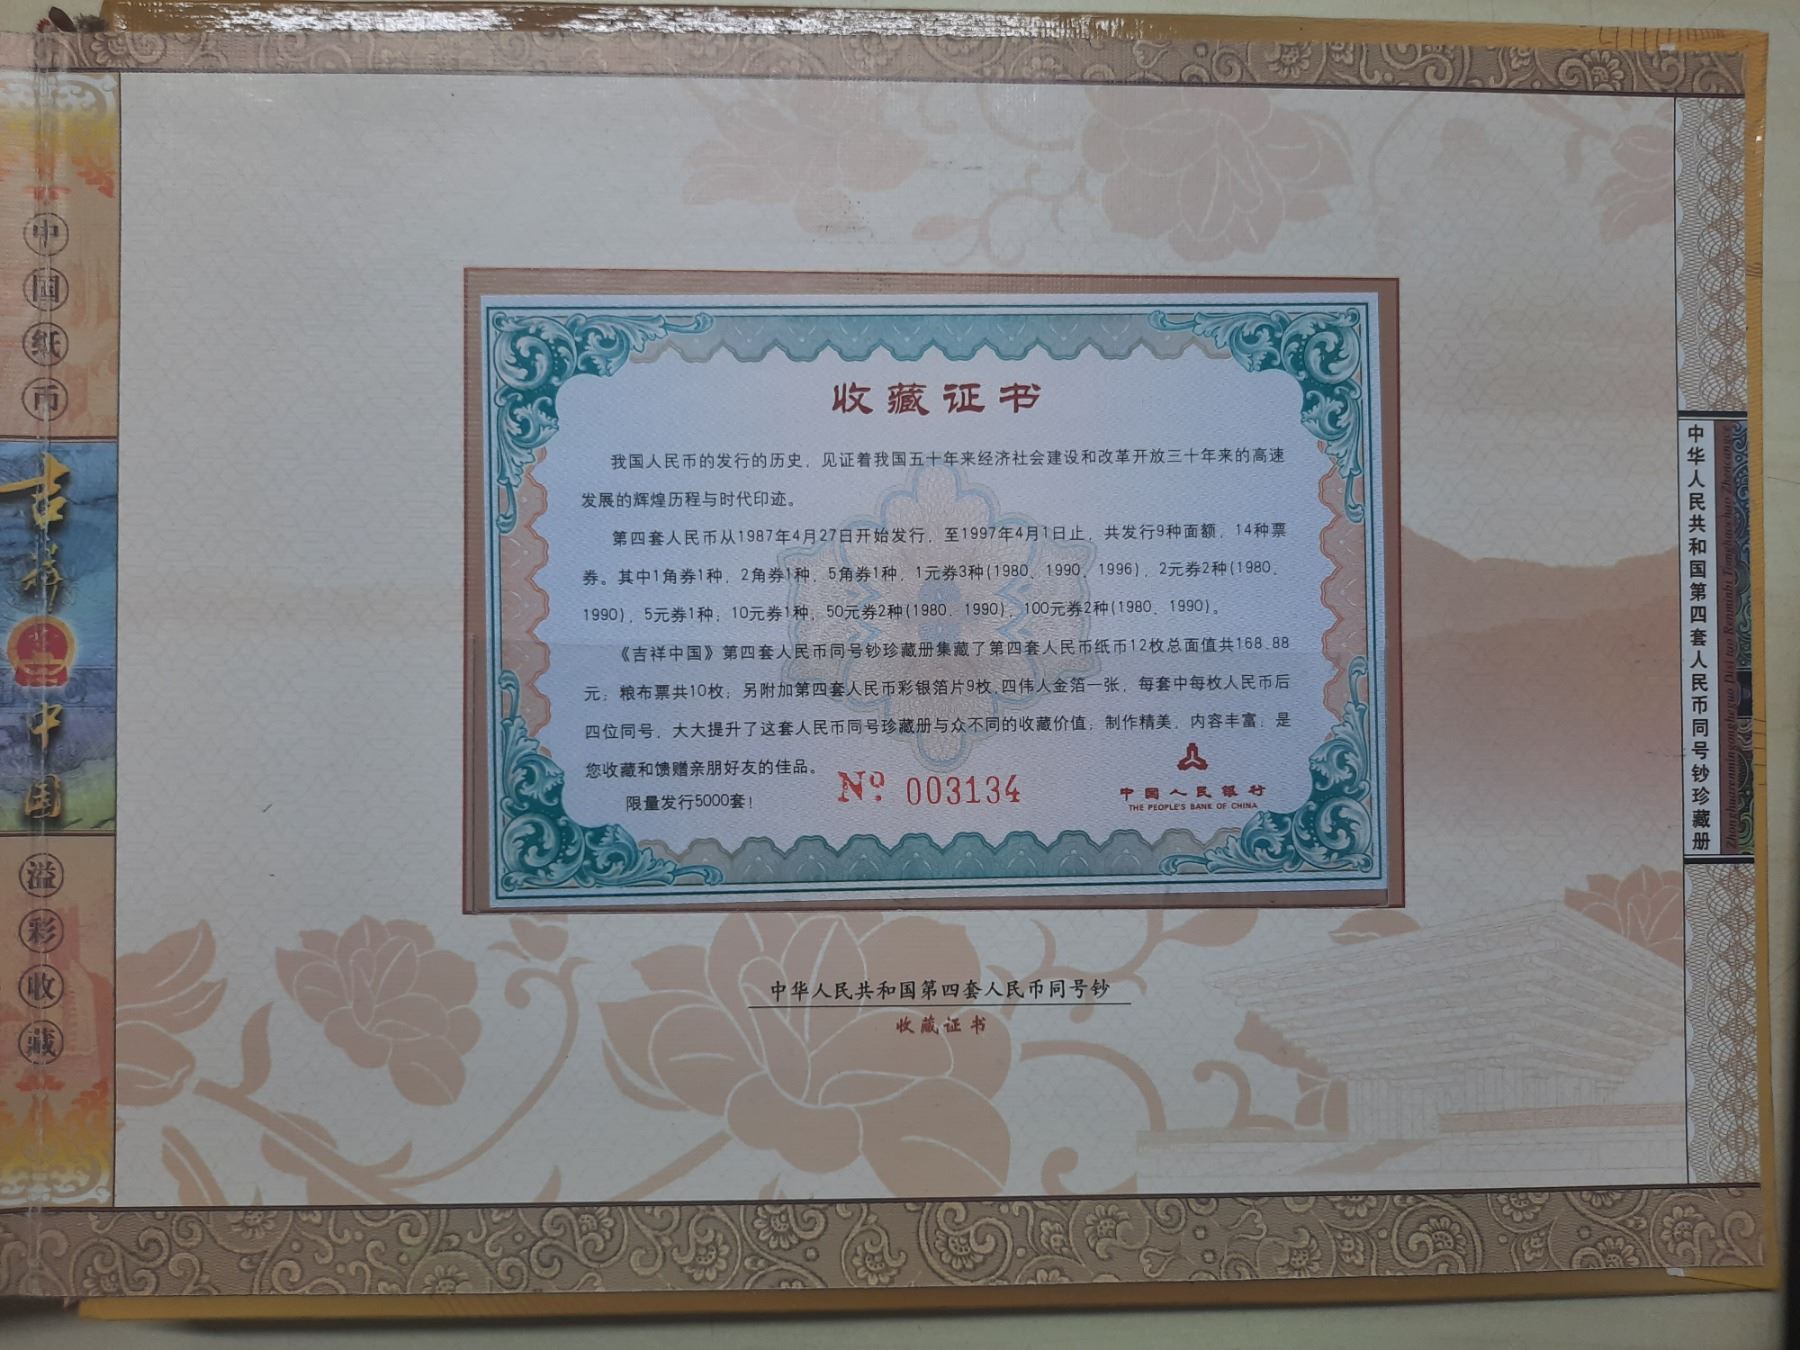 中国纸币
吉祥中国
溢彩收藏
收藏证书
我国人民币的发行的历史，见证着我国五十年来经济社会建设和改革开放三十年来的高速
发展的辉煌历程与时代印迹。
第四套人民币从1987年4月27日开始发行，至1997年4月1日止，共发行9种面额，14种票
券。其中1角券1种，2角券1种，5角券1种，1元券3种(1980、1990、1996)，2元券2种(1980、
1990)，5元券1种；10元券1种，50元券2种(1980、1990)，100元券2种(1980、1990)。
《吉祥中国》第四套人民币同号钞珍藏册集藏了第四套人民币纸币12枚总面值共168.88
元；粮布票共10枚；另附加第四套人民币彩银箔片9枚、四伟人金箔一张，每套中每枚人民币后
四位同号，大大提升了这套人民币同号珍藏册与众不同的收藏价值；制作精美，内容丰富，是
您收藏和馈赠亲朋好友的佳品。
限量发行5000套！
Nº 003134
中国人民银行
THE PEOPLE'S BANK OF CHINA
中华人民共和国第四套人民币同号钞
收藏证书
中华人民共和国第四套人民币同号钞珍藏册